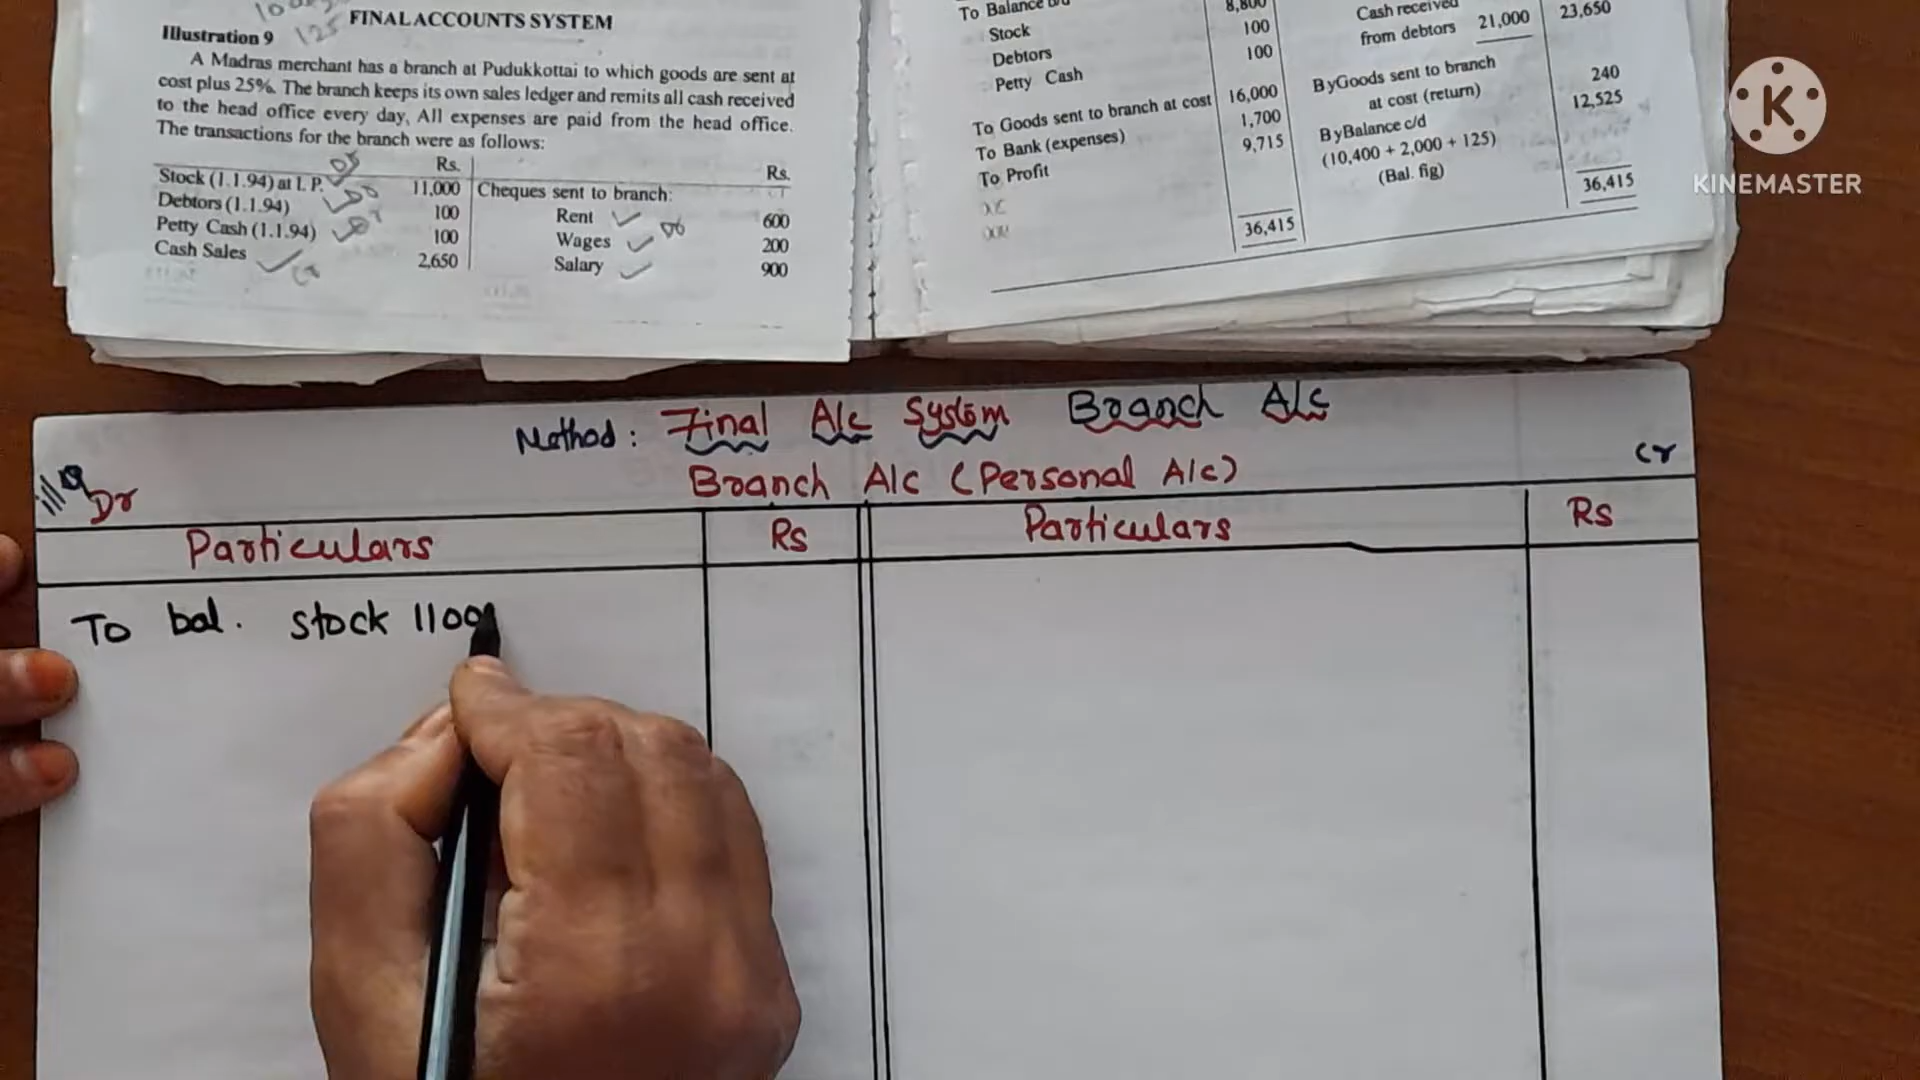 FINAL ACCOUNTS SYSTEM
125
Illustration 9
A Madras merchant has a branch at Pudukkottai to which goods are sent at
cost plus 25%. The branch keeps its own sales ledger and remits all cash received
to the head office every day, All expenses are paid from the head office.
The transactions for the branch were as follows:
Rs. Rs.
Stock (1.1.94) at I. P. 11,000 Cheques sent to branch:
Debtors (1.1.94) 100 Rent 600
Petty Cash (1.1.94) 100 Wages 200
Cash Sales 2,650 Salary 900
To Balance b/d
Stock 8,800
Debtors 100
Petty Cash 100
To Goods sent to branch at cost 16,000
To Bank (expenses) 1,700
To Profit 9,715
36,415
Cash received
from debtors 21,000 23,650
By Goods sent to branch
at cost (return) 240
By Balance c/d 12,525
(10,400 + 2,000 + 125)
(Bal. fig)
36,415
K
KINEMASTER
Method: Final A/c System Branch A/c
ill 9
Dr Branch A/c (Personal A/c) Cr
Particulars Rs Particulars Rs
To bal. stock 1100